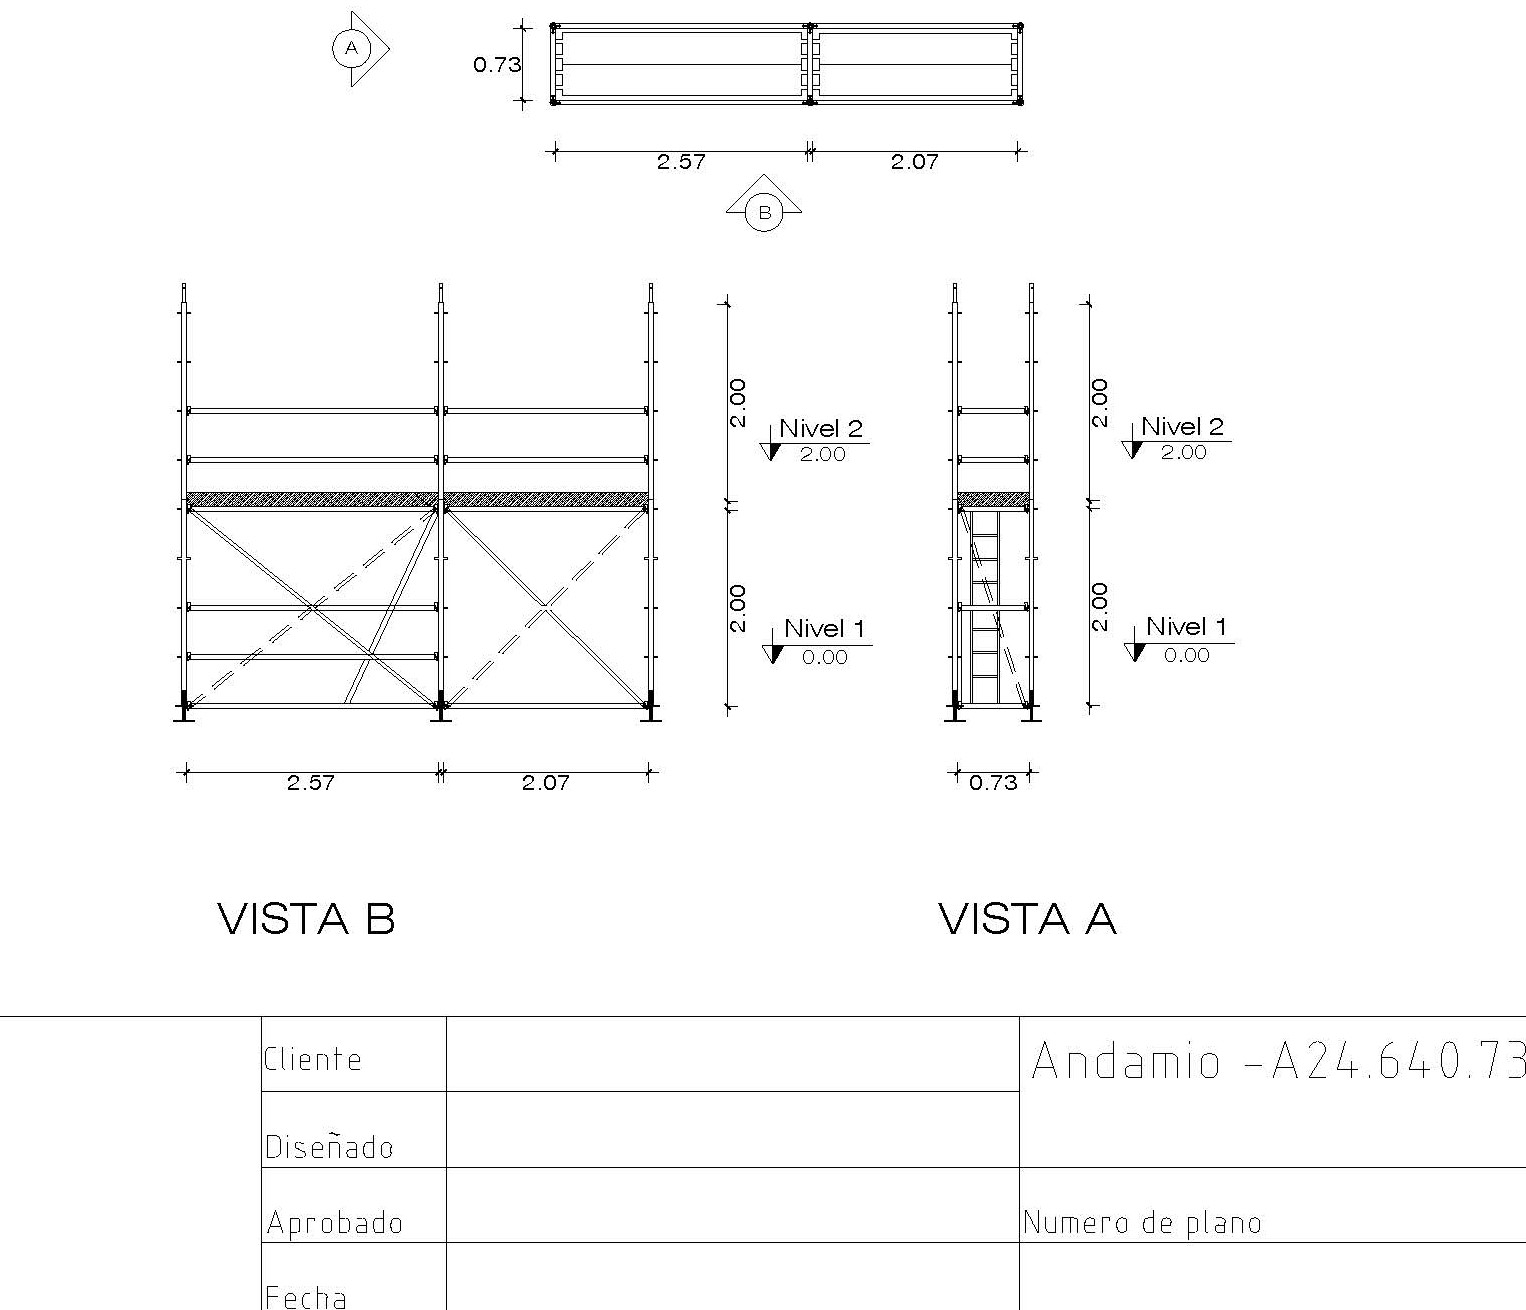 A
0.73
2.57 2.07
B
2.00 2.00
Nivel 2 Nivel 2
2.00 2.00
2.00 2.00
Nivel 1 Nivel 1
0.00 0.00
2.57 2.07 0.73
VISTA B VISTA A
Cliente Andamio -A24.640.73
Diseñado
Aprobado Numero de plano
Fecha